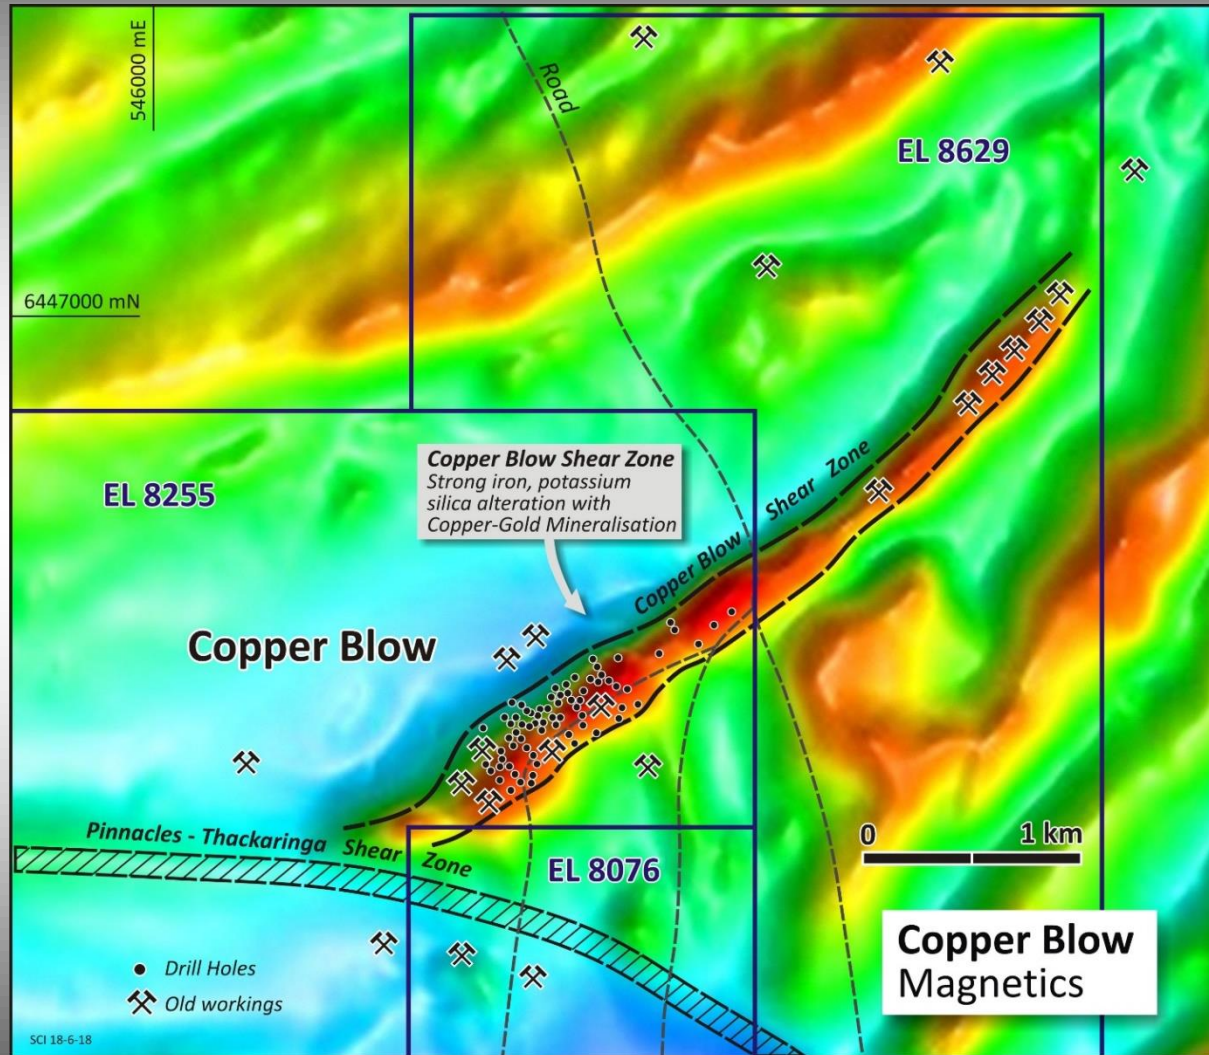 546000 mE
Road
EL 8629
6447000 mN
Copper Blow Shear Zone
Strong iron, potassium
silica alteration with
Copper-Gold Mineralisation
EL 8255
Copper Blow Shear Zone
Copper Blow
Pinnacles - Thackaringa Shear Zone
0 1 km
EL 8076
Copper Blow
Magnetics
Drill Holes
Old workings
SCI 18-6-18